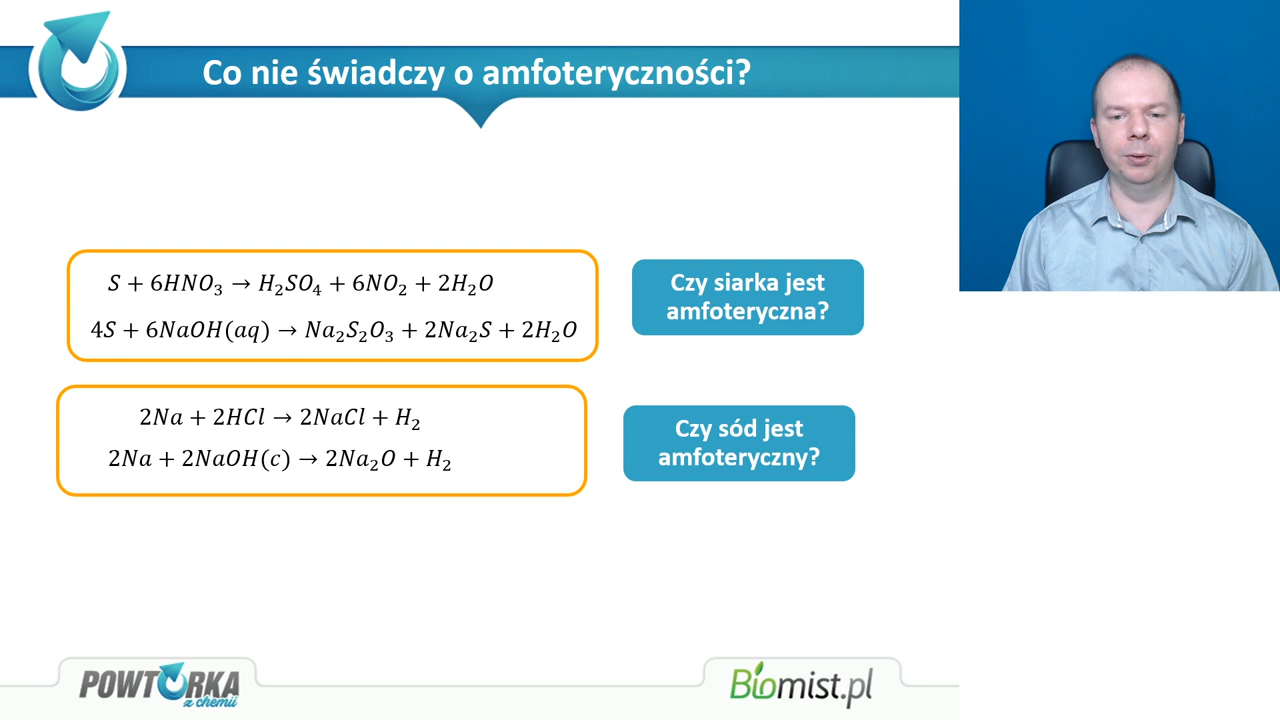 Co nie świadczy o amfoteryczności?
S + 6HNO₃ → H₂SO₄ + 6NO₂ + 2H₂O
4S + 6NaOH(aq) → Na₂S₂O₃ + 2Na₂S + 2H₂O
Czy siarka jest
amfoteryczna?
2Na + 2HCl → 2NaCl + H₂
2Na + 2NaOH(c) → 2Na₂O + H₂
Czy sód jest
amfoteryczny?
POWTÓRKA
z chemii
Biomist.pl